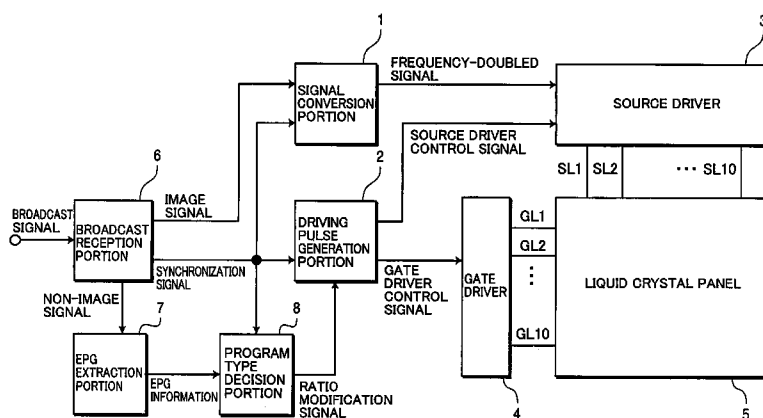 1
3
FREQUENCY-DOUBLED
SIGNAL
SIGNAL
CONVERSION
PORTION
SOURCE DRIVER
SOURCE DRIVER
CONTROL SIGNAL
6
2
SL1
SL2
··· SL10
IMAGE
SIGNAL
BROADCAST
SIGNAL
BROADCAST
RECEPTION
PORTION
DRIVING
PULSE
GENERATION
PORTION
GL1
GL2
⋮
GL10
SYNCHRONIZATION
SIGNAL
GATE
DRIVER
CONTROL
SIGNAL
GATE
DRIVER
LIQUID CRYSTAL PANEL
NON-IMAGE
SIGNAL
7
8
EPG
EXTRACTION
PORTION
EPG
INFORMATION
PROGRAM
TYPE
DECISION
PORTION
RATIO
MODIFICATION
SIGNAL
4
5